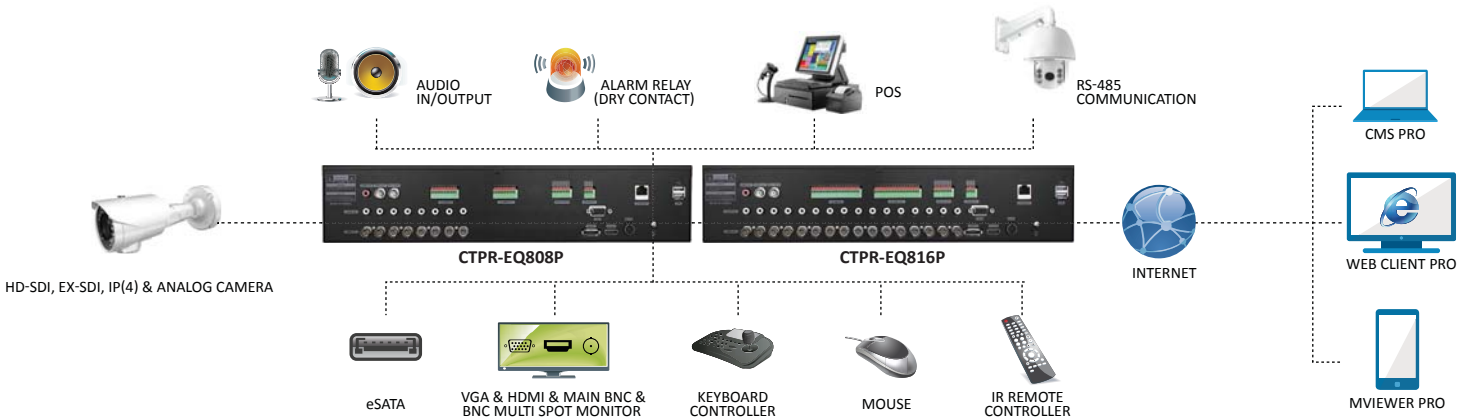 AUDIO
IN/OUTPUT
ALARM RELAY
(DRY CONTACT)
POS
RS-485
COMMUNICATION
CMS PRO
CTPR-EQ808P
CTPR-EQ816P
INTERNET
WEB CLIENT PRO
HD-SDI, EX-SDI, IP(4) & ANALOG CAMERA
eSATA
VGA & HDMI & MAIN BNC &
BNC MULTI SPOT MONITOR
KEYBOARD
CONTROLLER
MOUSE
IR REMOTE
CONTROLLER
MVIEWER PRO